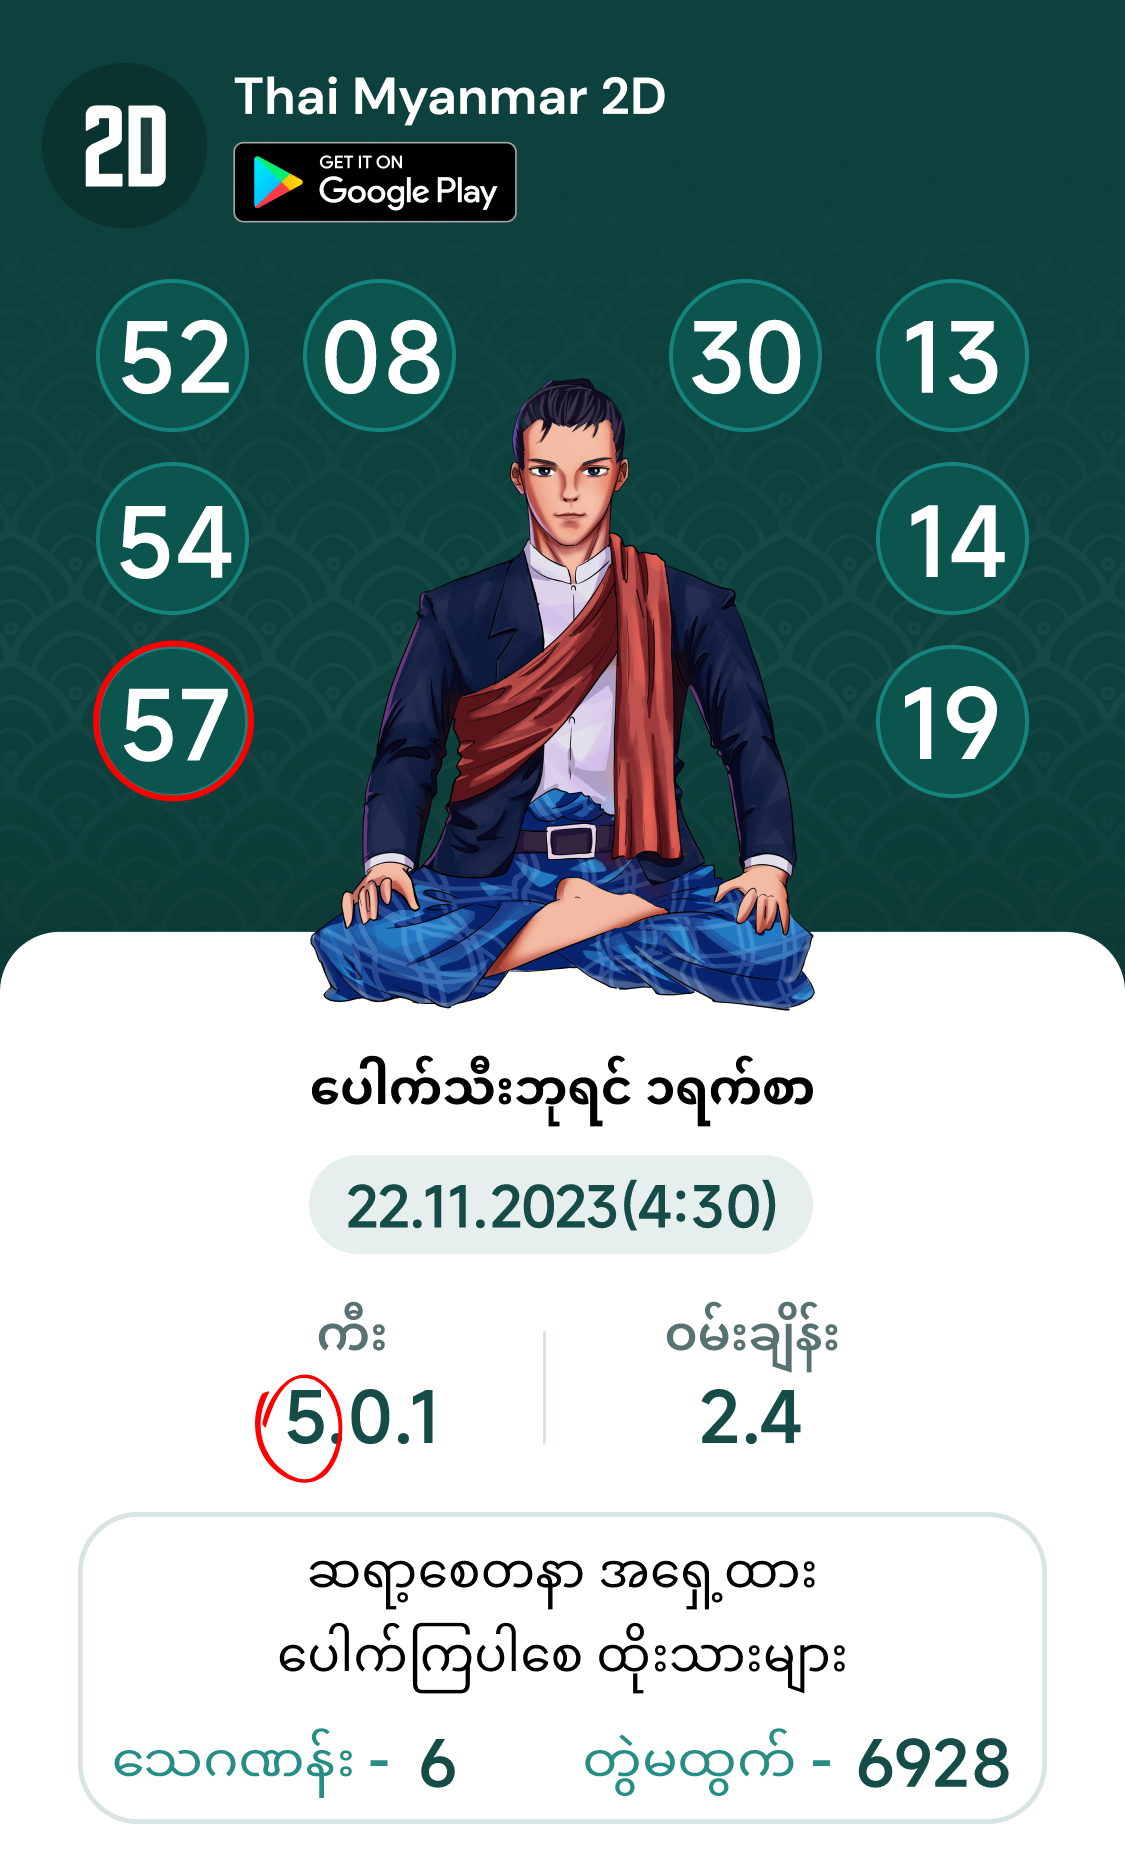 2D
Thai Myanmar 2D
GET IT ON
Google Play
52 08 30 13
54 14
57 19
ပေါက်သီးဘုရင် ၁ရက်စာ
22.11.2023(4:30)
ကီး ဝမ်းချိန်း
5.0.1 2.4
ဆရာ့စေတနာ အရှေ့ထား
ပေါက်ကြပါစေ ထိုးသားများ
သေဂဏန်း - 6 တွဲမထွက် - 6928